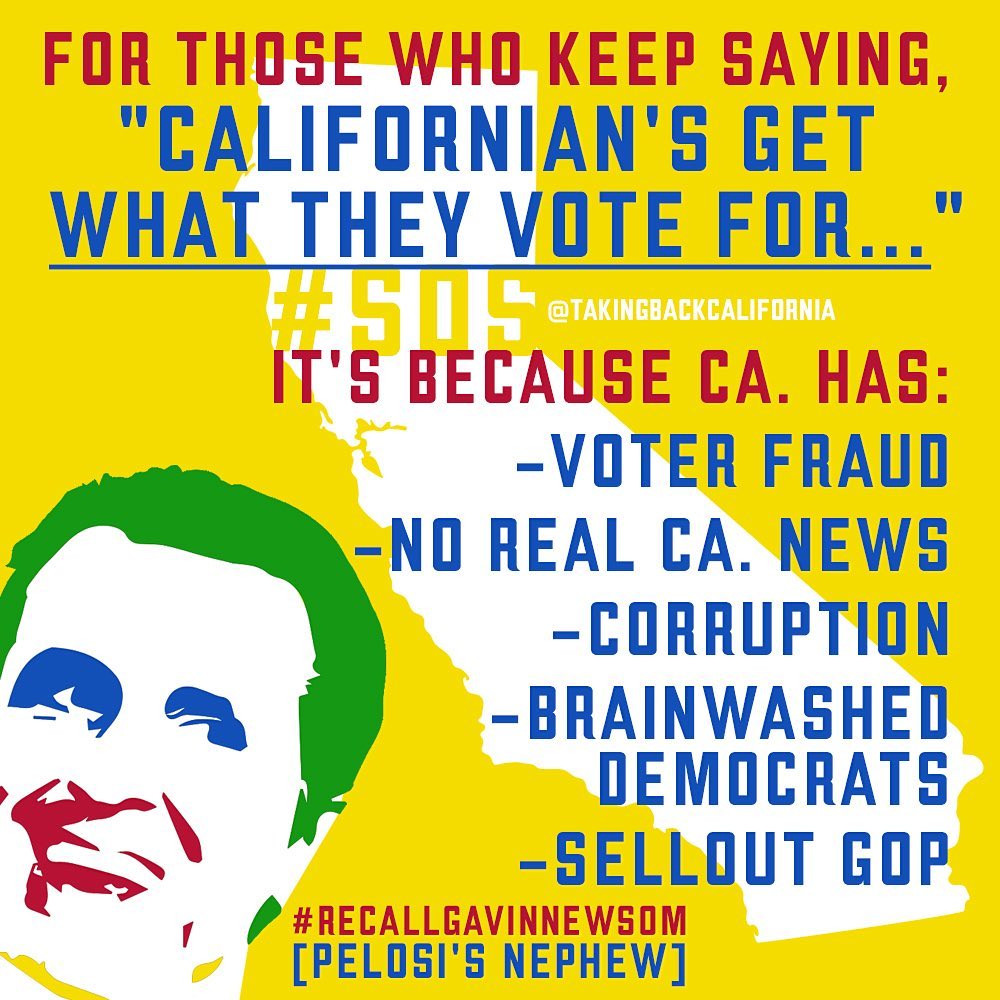 FOR THOSE WHO KEEP SAYING,
"CALIFORNIAN'S GET
WHAT THEY VOTE FOR..."
#SOS @TAKINGBACKCALIFORNIA
IT'S BECAUSE CA. HAS:
-VOTER FRAUD
-NO REAL CA. NEWS
-CORRUPTION
-BRAINWASHED
DEMOCRATS
-SELLOUT GOP
#RECALLGAVINNEWSOM
[PELOSI'S NEPHEW]